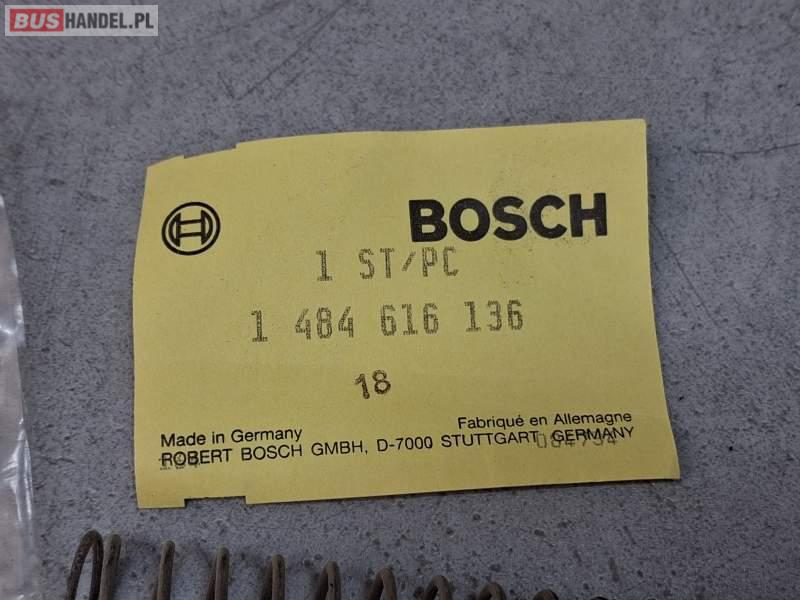 BUSHANDEL.PL
BOSCH
1 ST/PC
1 484 616 136
18
Made in Germany
Fabriqué en Allemagne
ROBERT BOSCH GMBH, D-7000 STUTTGART, GERMANY